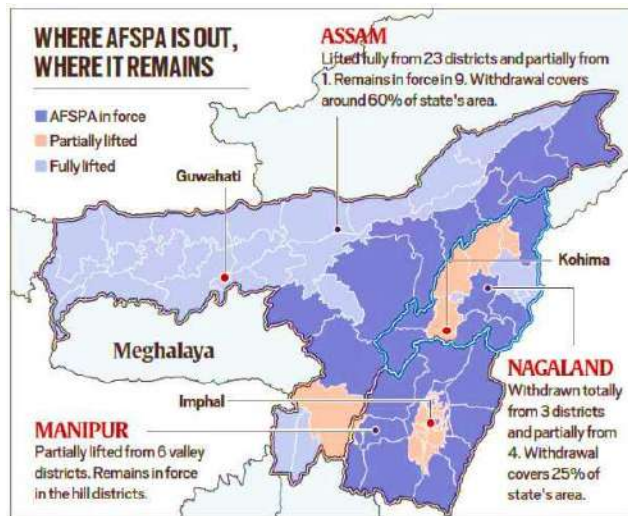 WHERE AFSPA IS OUT,
WHERE IT REMAINS
AFSPA in force
Partially lifted
Fully lifted
ASSAM
Lifted fully from 23 districts and partially from
1. Remains in force in 9. Withdrawal covers
around 60% of state's area.
Guwahati
Kohima
Meghalaya
Imphal
MANIPUR
Partially lifted from 6 valley
districts. Remains in force
in the hill districts.
NAGALAND
Withdrawn totally
from 3 districts
and partially from
4. Withdrawal
covers 25% of
state's area.